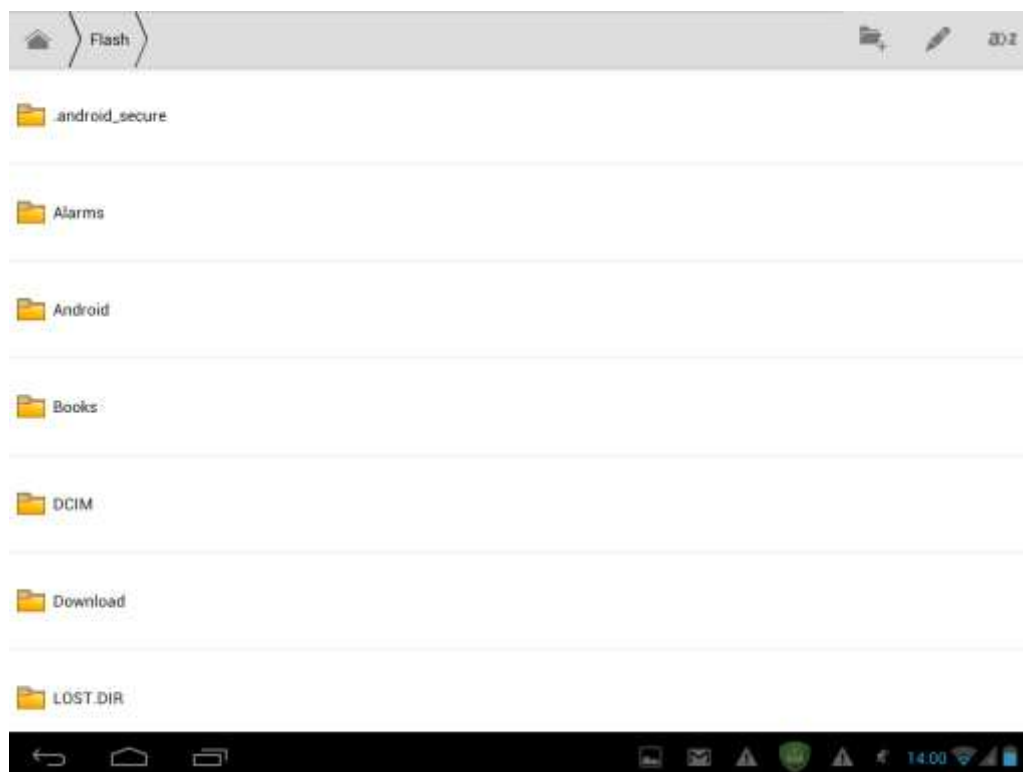 Flash
.android_secure
Alarms
Android
Books
DCIM
Download
LOST.DIR
14:00